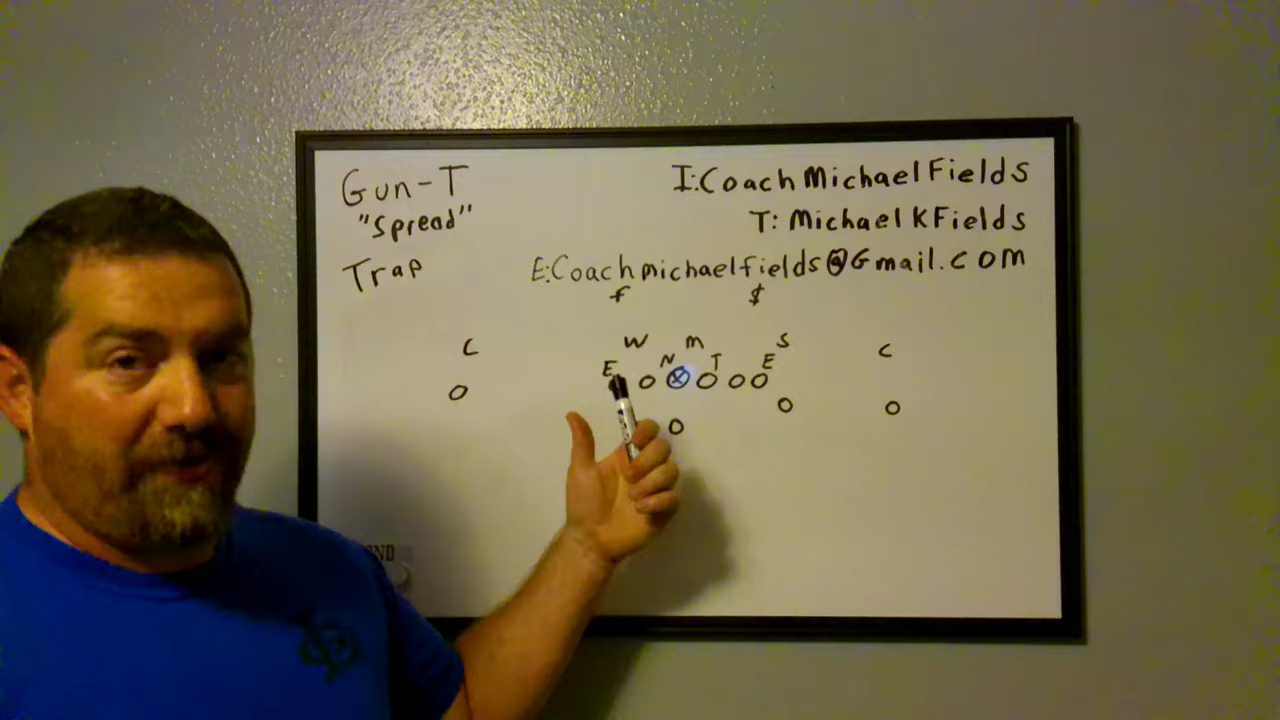 Gun-T
"Spread"
Trap
I:CoachMichaelFields
T: MichaelKFields
E:Coachmichaelfields@Gmail.com
f $
C W M S C
E N T E